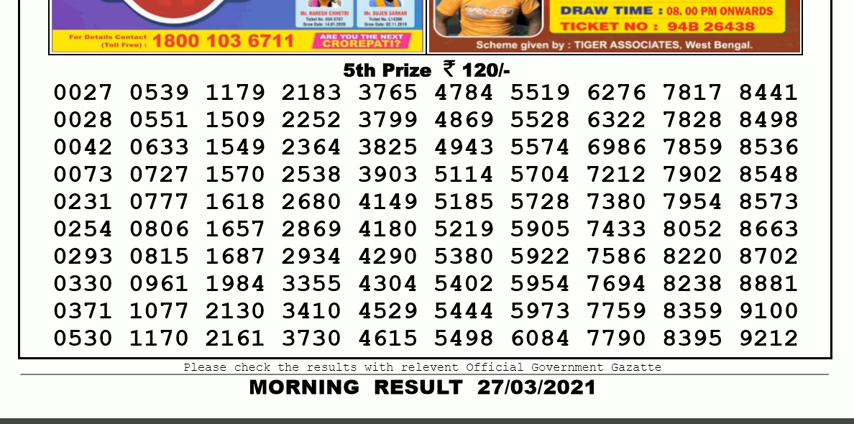 Mr. RAKESH CHHETRI
Mr. SUJEN SARKAR
For Details Contact
(Toll Free) : 1800 103 6711
ARE YOU THE NEXT
CROREPATI?
DRAW TIME : 08. 00 PM ONWARDS
TICKET NO : 94B 26438
Scheme given by : TIGER ASSOCIATES, West Bengal.
5th Prize ₹ 120/-
0027 0539 1179 2183 3765 4784 5519 6276 7817 8441
0028 0551 1509 2252 3799 4869 5528 6322 7828 8498
0042 0633 1549 2364 3825 4943 5574 6986 7859 8536
0073 0727 1570 2538 3903 5114 5704 7212 7902 8548
0231 0777 1618 2680 4149 5185 5728 7380 7954 8573
0254 0806 1657 2869 4180 5219 5905 7433 8052 8663
0293 0815 1687 2934 4290 5380 5922 7586 8220 8702
0330 0961 1984 3355 4304 5402 5954 7694 8238 8881
0371 1077 2130 3410 4529 5444 5973 7759 8359 9100
0530 1170 2161 3730 4615 5498 6084 7790 8395 9212
Please check the results with relevent Official Government Gazatte
MORNING RESULT 27/03/2021